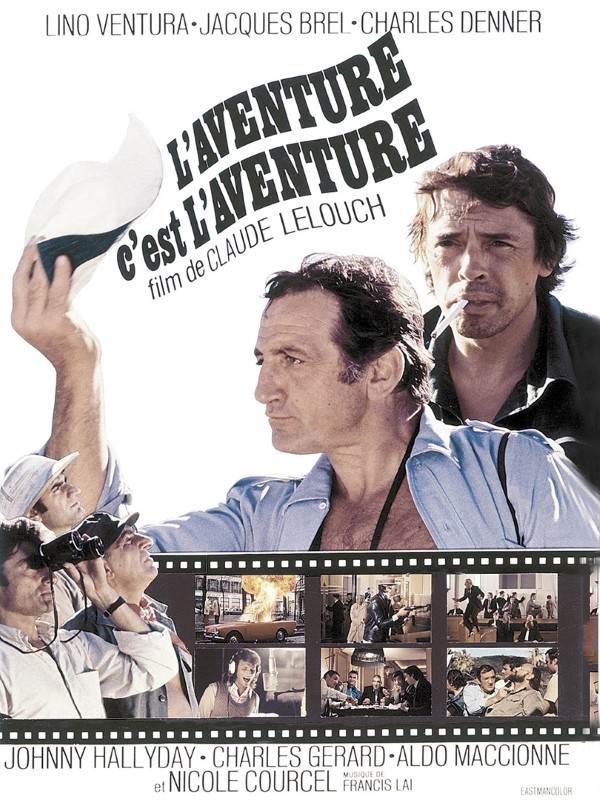 LINO VENTURA · JACQUES BREL · CHARLES DENNER
L'AVENTURE
c'est L'AVENTURE
film de CLAUDE LELOUCH
JOHNNY HALLYDAY · CHARLES GERARD · ALDO MACCIONNE
et NICOLE COURCEL MUSIQUE DE FRANCIS LAI
EASTMANCOLOR